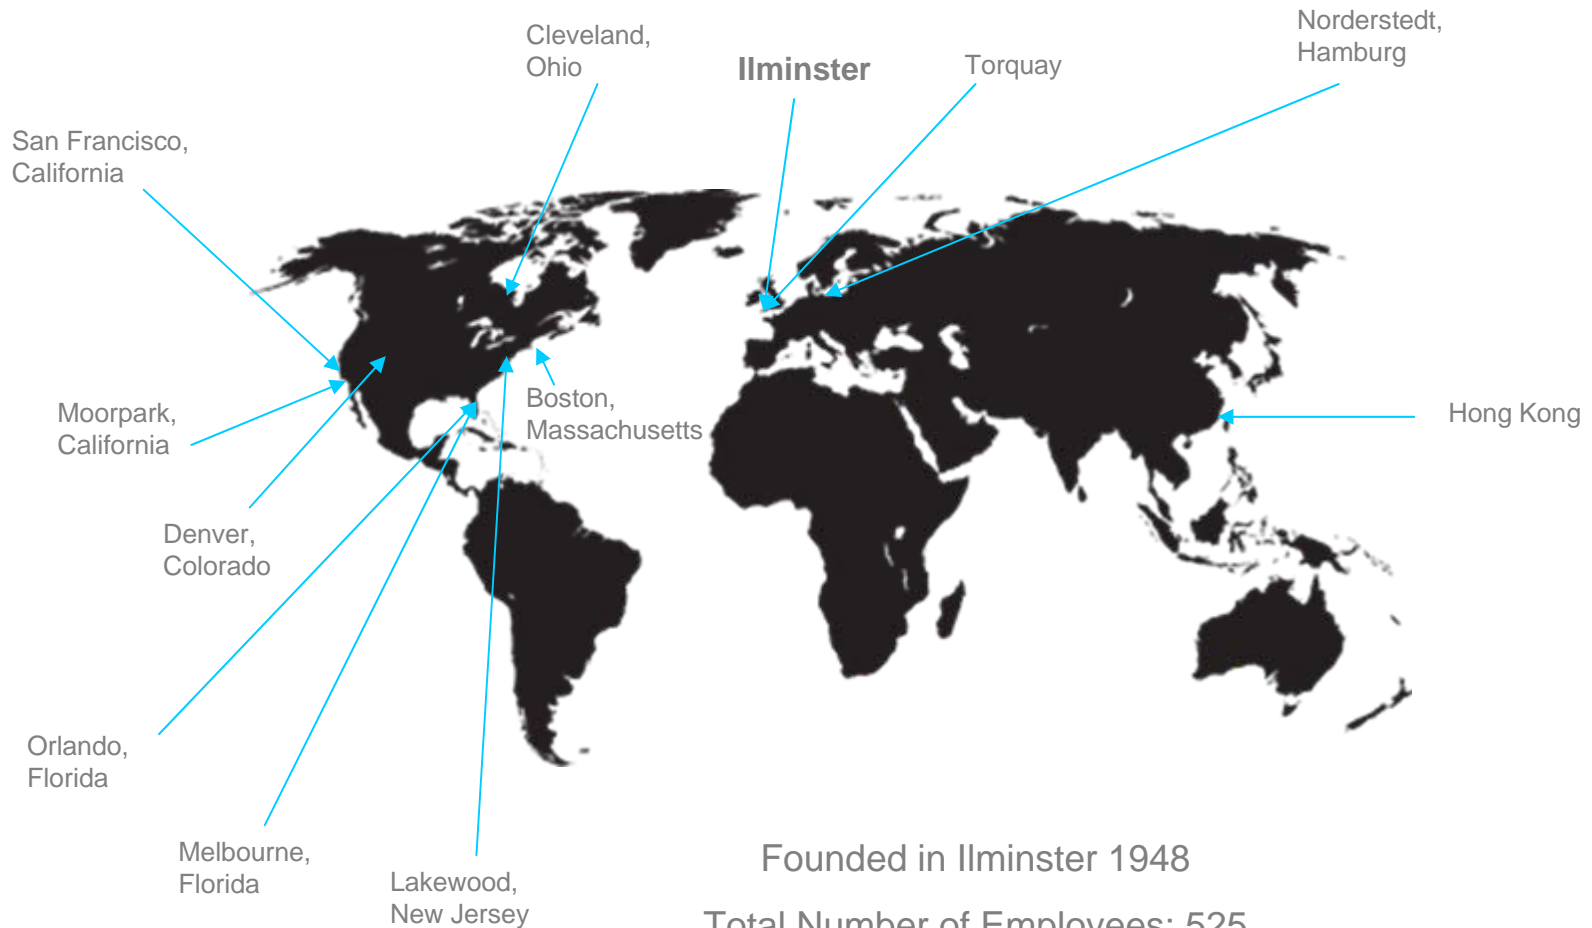 Cleveland,
Ohio
Ilminster
Torquay
Norderstedt,
Hamburg
San Francisco,
California
Moorpark,
California
Boston,
Massachusetts
Hong Kong
Denver,
Colorado
Orlando,
Florida
Melbourne,
Florida
Lakewood,
New Jersey
Founded in Ilminster 1948
Total Number of Employees: 525